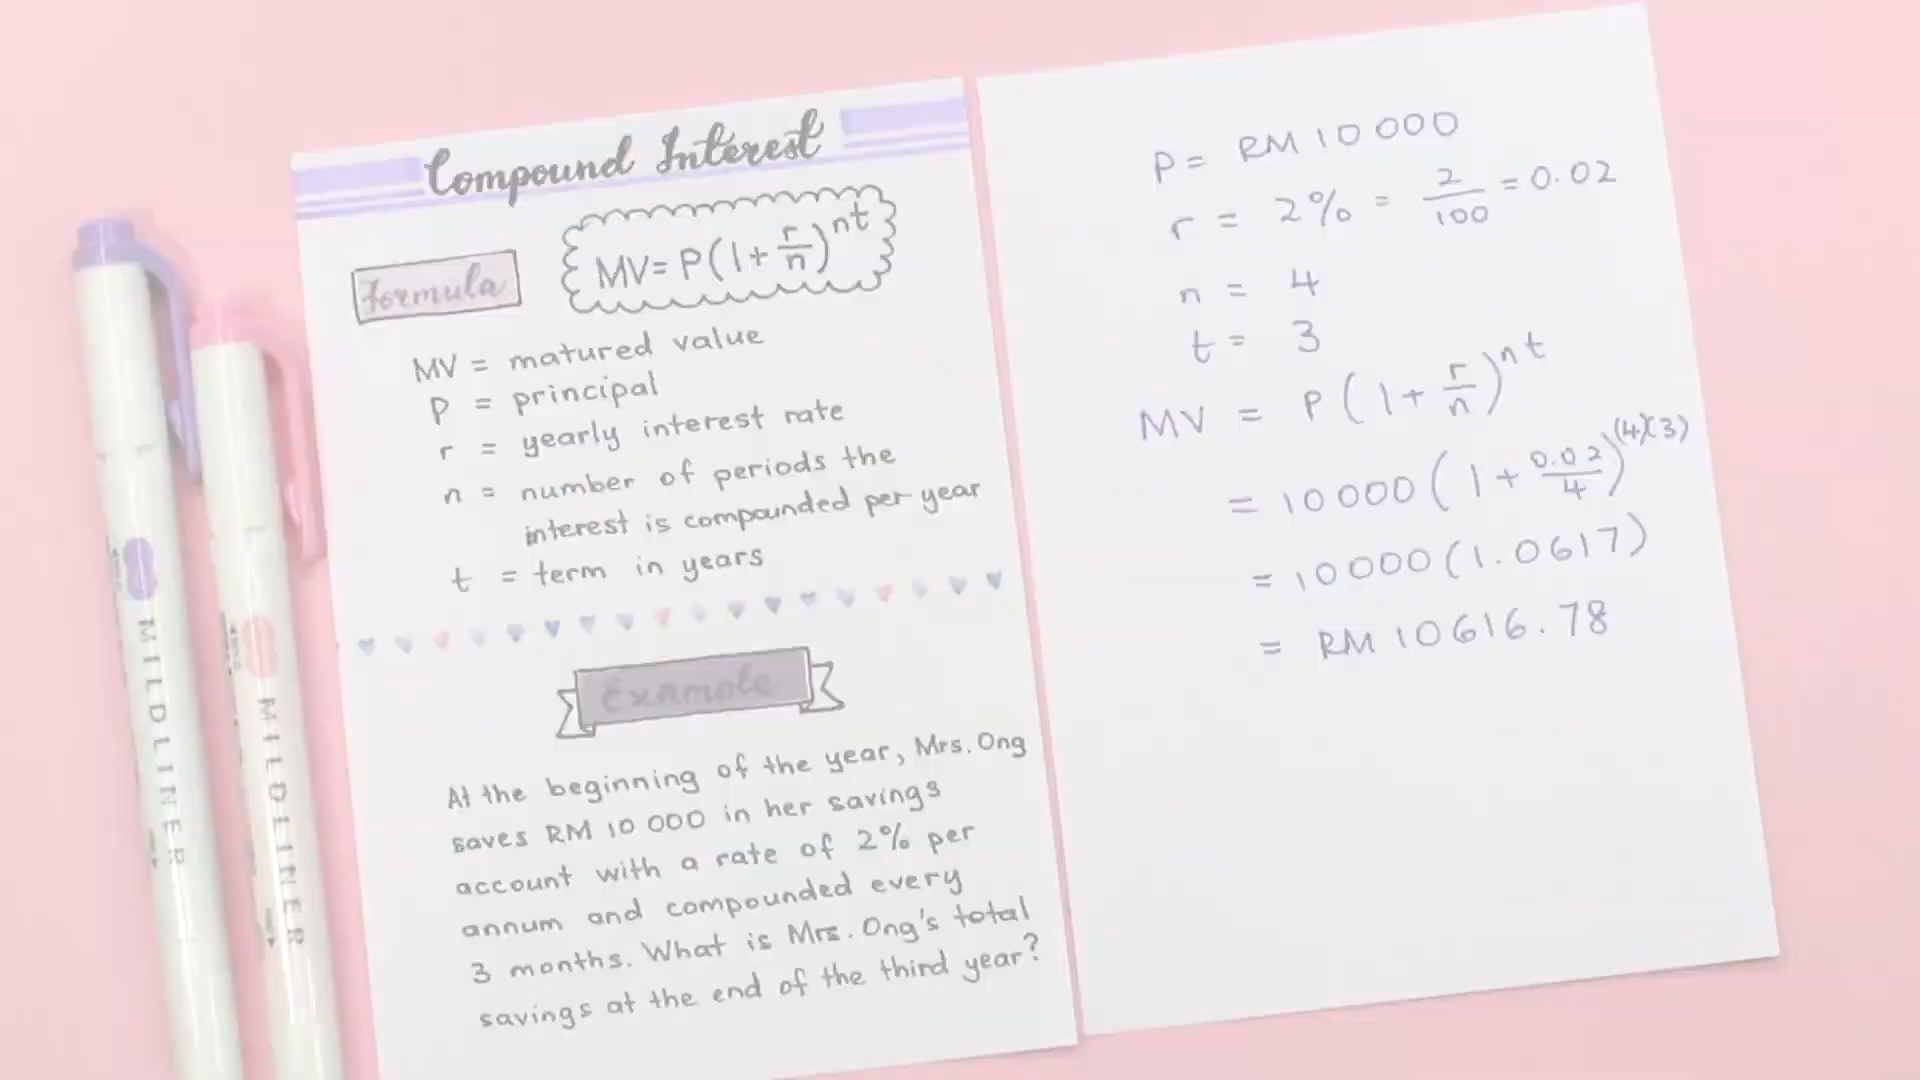 Compound Interest
Formula
MV = P(1 + r/n)^nt
MV = matured value
P = principal
r = yearly interest rate
n = number of periods the
interest is compounded per year
t = term in years
Example
At the beginning of the year, Mrs. Ong
saves RM 10 000 in her savings
account with a rate of 2% per
annum and compounded every
3 months. What is Mrs. Ong's total
savings at the end of the third year?
P = RM 10 000
r = 2% = 2/100 = 0.02
n = 4
t = 3
MV = P(1 + r/n)^nt
= 10 000(1 + 0.02/4)^(4)(3)
= 10 000(1.0617)
= RM 10 616.78
MILDLINER
MILDLINER